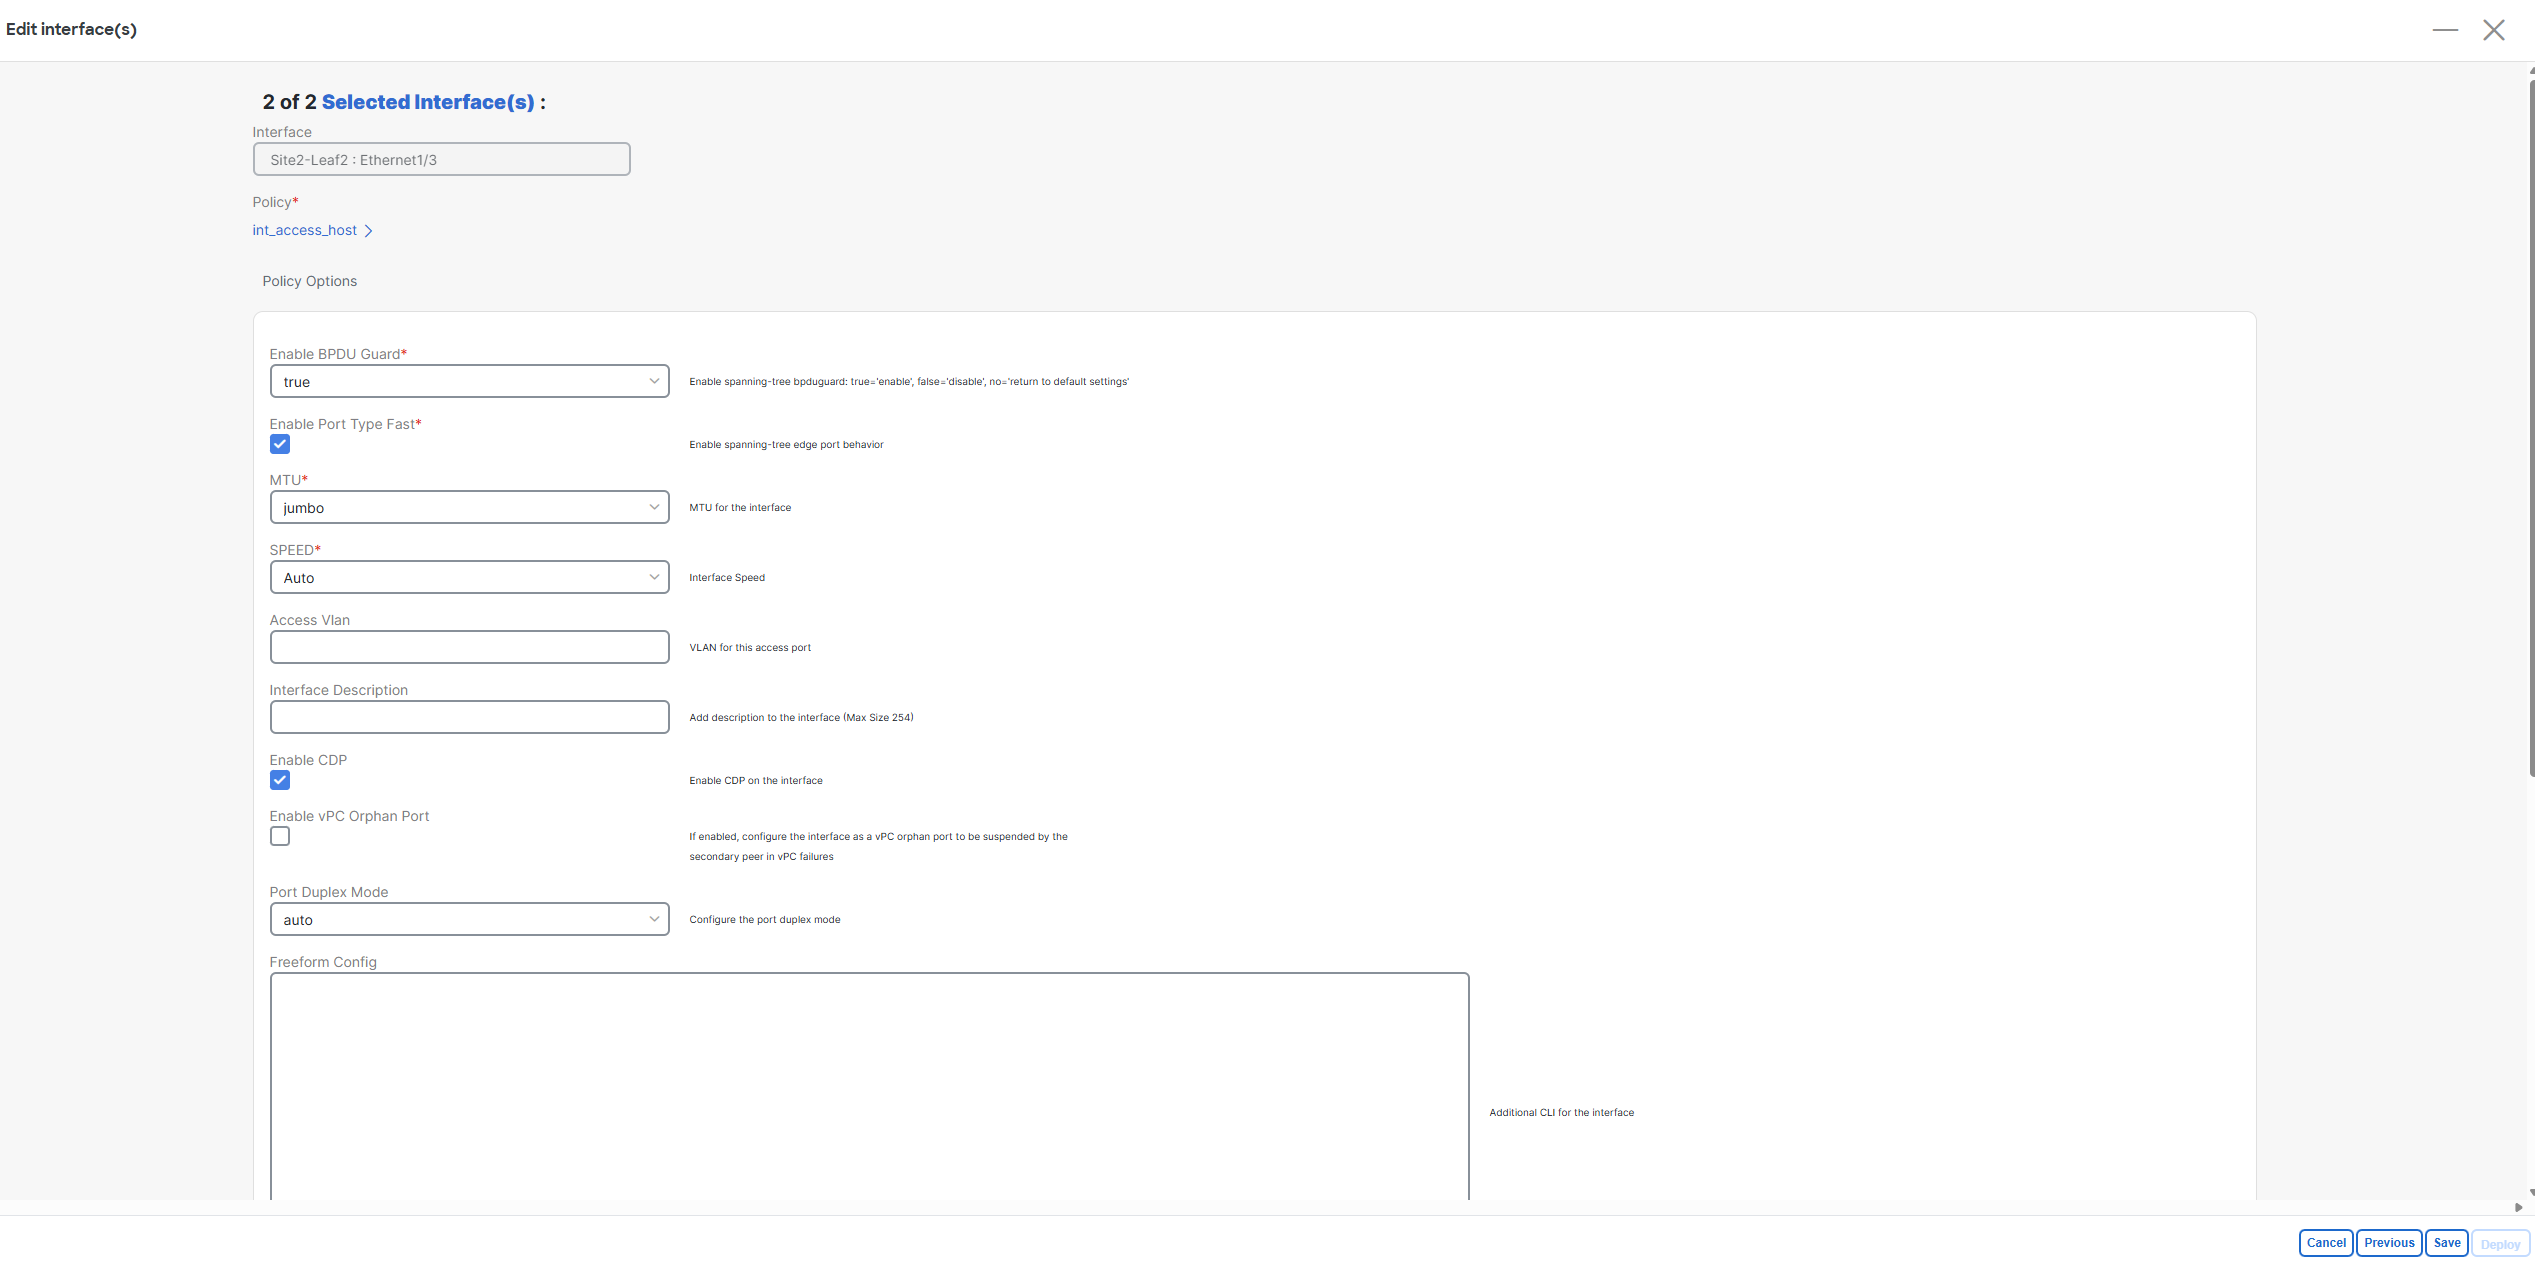 Edit interface(s)
2 of 2 Selected Interface(s) :
Interface
Site2-Leaf2 : Ethernet1/3
Policy*
int_access_host
Policy Options
Enable BPDU Guard*
true
Enable spanning-tree bpduguard: true='enable', false='disable', no='return to default settings'
Enable Port Type Fast*
Enable spanning-tree edge port behavior
MTU*
jumbo
MTU for the interface
SPEED*
Auto
Interface Speed
Access Vlan
VLAN for this access port
Interface Description
Add description to the interface (Max Size 254)
Enable CDP
Enable CDP on the interface
Enable vPC Orphan Port
If enabled, configure the interface as a vPC orphan port to be suspended by the
secondary peer in vPC failures
Port Duplex Mode
auto
Configure the port duplex mode
Freeform Config
Additional CLI for the interface
Cancel Previous Save Deploy